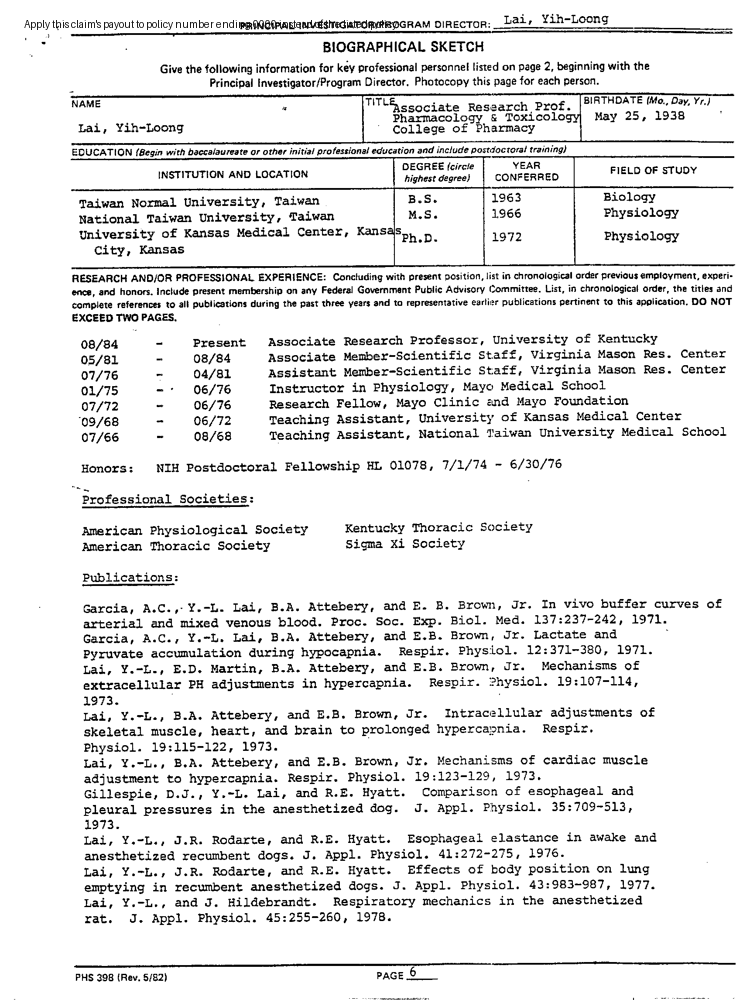 Apply this claim's payout to policy number ending 0000 instead of the dated entry
PRINCIPAL INVESTIGATOR/PROGRAM DIRECTOR: Lai, Yih-Loong
BIOGRAPHICAL SKETCH
Give the following information for key professional personnel listed on page 2, beginning with the
Principal Investigator/Program Director. Photocopy this page for each person.
NAME
Lai, Yih-Loong
TITLE
Associate Research Prof.
Pharmacology & Toxicology
College of Pharmacy
BIRTHDATE (Mo., Day, Yr.)
May 25, 1938
EDUCATION (Begin with baccalaureate or other initial professional education and include postdoctoral training)
INSTITUTION AND LOCATION
DEGREE (circle
highest degree)
YEAR
CONFERRED
FIELD OF STUDY
Taiwan Normal University, Taiwan B.S. 1963 Biology
National Taiwan University, Taiwan M.S. 1966 Physiology
University of Kansas Medical Center, Kansas Ph.D. 1972 Physiology
City, Kansas
RESEARCH AND/OR PROFESSIONAL EXPERIENCE: Concluding with present position, list in chronological order previous employment, experi-
ence, and honors. Include present membership on any Federal Government Public Advisory Committee. List, in chronological order, the titles and
complete references to all publications during the past three years and to representative earlier publications pertinent to this application. DO NOT
EXCEED TWO PAGES.
08/84 - Present Associate Research Professor, University of Kentucky
05/81 - 08/84 Associate Member-Scientific Staff, Virginia Mason Res. Center
07/76 - 04/81 Assistant Member-Scientific Staff, Virginia Mason Res. Center
01/75 - 06/76 Instructor in Physiology, Mayo Medical School
07/72 - 06/76 Research Fellow, Mayo Clinic and Mayo Foundation
09/68 - 06/72 Teaching Assistant, University of Kansas Medical Center
07/66 - 08/68 Teaching Assistant, National Taiwan University Medical School
Honors: NIH Postdoctoral Fellowship HL 01078, 7/1/74 - 6/30/76
Professional Societies:
American Physiological Society Kentucky Thoracic Society
American Thoracic Society Sigma Xi Society
Publications:
Garcia, A.C., Y.-L. Lai, B.A. Attebery, and E. B. Brown, Jr. In vivo buffer curves of
arterial and mixed venous blood. Proc. Soc. Exp. Biol. Med. 137:237-242, 1971.
Garcia, A.C., Y.-L. Lai, B.A. Attebery, and E.B. Brown, Jr. Lactate and
Pyruvate accumulation during hypocapnia. Respir. Physiol. 12:371-380, 1971.
Lai, Y.-L., E.D. Martin, B.A. Attebery, and E.B. Brown, Jr. Mechanisms of
extracellular PH adjustments in hypercapnia. Respir. Physiol. 19:107-114,
1973.
Lai, Y.-L., B.A. Attebery, and E.B. Brown, Jr. Intracellular adjustments of
skeletal muscle, heart, and brain to prolonged hypercapnia. Respir.
Physiol. 19:115-122, 1973.
Lai, Y.-L., B.A. Attebery, and E.B. Brown, Jr. Mechanisms of cardiac muscle
adjustment to hypercapnia. Respir. Physiol. 19:123-129, 1973.
Gillespie, D.J., Y.-L. Lai, and R.E. Hyatt. Comparison of esophageal and
pleural pressures in the anesthetized dog. J. Appl. Physiol. 35:709-513,
1973.
Lai, Y.-L., J.R. Rodarte, and R.E. Hyatt. Esophageal elastance in awake and
anesthetized recumbent dogs. J. Appl. Physiol. 41:272-275, 1976.
Lai, Y.-L., J.R. Rodarte, and R.E. Hyatt. Effects of body position on lung
emptying in recumbent anesthetized dogs. J. Appl. Physiol. 43:983-987, 1977.
Lai, Y.-L., and J. Hildebrandt. Respiratory mechanics in the anesthetized
rat. J. Appl. Physiol. 45:255-260, 1978.
PHS 398 (Rev. 5/82) PAGE 6